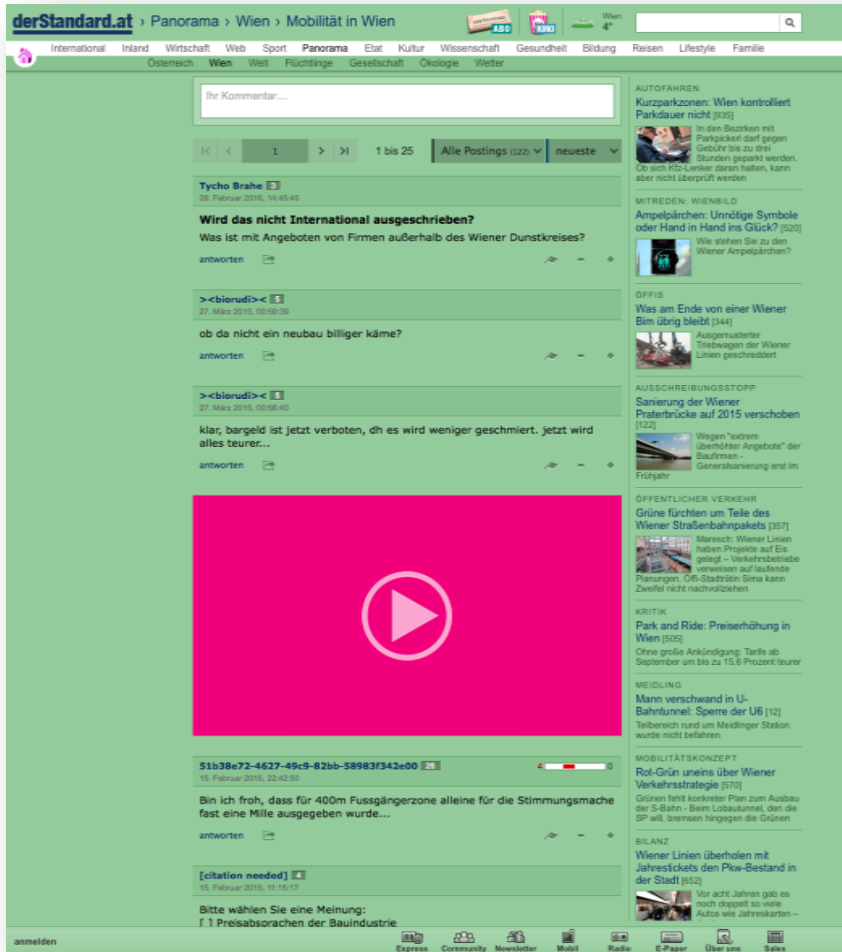 derStandard.at › Panorama › Wien › Mobilität in Wien
ABO
KINO
Wien
4°
International Inland Wirtschaft Web Sport Panorama Etat Kultur Wissenschaft Gesundheit Bildung Reisen Lifestyle Familie
Österreich Wien Welt Flüchtlinge Gesellschaft Ökologie Wetter
Ihr Kommentar...
1 1 bis 25 Alle Postings (122) neueste
Tycho Brahe 3
26. Februar 2016, 14:45:45
Wird das nicht International ausgeschrieben?
Was ist mit Angeboten von Firmen außerhalb des Wiener Dunstkreises?
antworten
><biorudi>< 5
27. März 2015, 00:59:39
ob da nicht ein neubau billiger käme?
antworten
><biorudi>< 5
27. März 2015, 00:56:40
klar, bargeld ist jetzt verboten, dh es wird weniger geschmiert. jetzt wird
alles teurer...
antworten
51b38e72-4627-49c9-82bb-58983f342e00 26
4 0
15. Februar 2015, 22:42:50
Bin ich froh, dass für 400m Fussgängerzone alleine für die Stimmungsmache
fast eine Mille ausgegeben wurde...
antworten
[citation needed] 4
15. Februar 2015, 11:15:17
Bitte wählen Sie eine Meinung:
[ ] Preisabsprachen der Bauindustrie
AUTOFAHREN
Kurzparkzonen: Wien kontrolliert
Parkdauer nicht [935]
In den Bezirken mit
Parkpickerl darf gegen
Gebühr bis zu drei
Stunden geparkt werden.
Ob sich Kfz-Lenker daran halten, kann
aber nicht überprüft werden
MITREDEN: WIENBILD
Ampelpärchen: Unnötige Symbole
oder Hand in Hand ins Glück? [520]
Wie stehen Sie zu den
Wiener Ampelpärchen?
ÖFFIS
Was am Ende von einer Wiener
Bim übrig bleibt [344]
Ausgemusterter
Triebwagen der Wiener
Linien geschreddert
AUSSCHREIBUNGSSTOPP
Sanierung der Wiener
Praterbrücke auf 2015 verschoben
[122]
Wegen "extrem
überhöhter Angebote" der
Baufirmen -
Generalsanierung erst im
Frühjahr
ÖFFENTLICHER VERKEHR
Grüne fürchten um Teile des
Wiener Straßenbahnpakets [357]
Maresch: Wiener Linien
haben Projekte auf Eis
gelegt – Verkehrsbetriebe
verweisen auf laufende
Planungen, Öffi-Stadträtin Sima kann
Zweifel nicht nachvollziehen
KRITIK
Park and Ride: Preiserhöhung in
Wien [505]
Ohne große Ankündigung: Tarife ab
September um bis zu 15,6 Prozent teurer
MEIDLING
Mann verschwand in U-
Bahntunnel: Sperre der U6 [12]
Teilbereich rund um Meidlinger Station
wurde nicht befahren
MOBILITÄTSKONZEPT
Rot-Grün uneins über Wiener
Verkehrsstrategie [570]
Grünen fehlt konkreter Plan zum Ausbau
der S-Bahn - Beim Lobautunnel, den die
SP will, bremsen hingegen die Grünen
BILANZ
Wiener Linien überholen mit
Jahrestickets den Pkw-Bestand in
der Stadt [652]
Vor acht Jahren gab es
noch doppelt so viele
Autos wie Jahreskarten –
anmelden Express Community Newsletter Mobil Radio E-Paper Über uns Sales